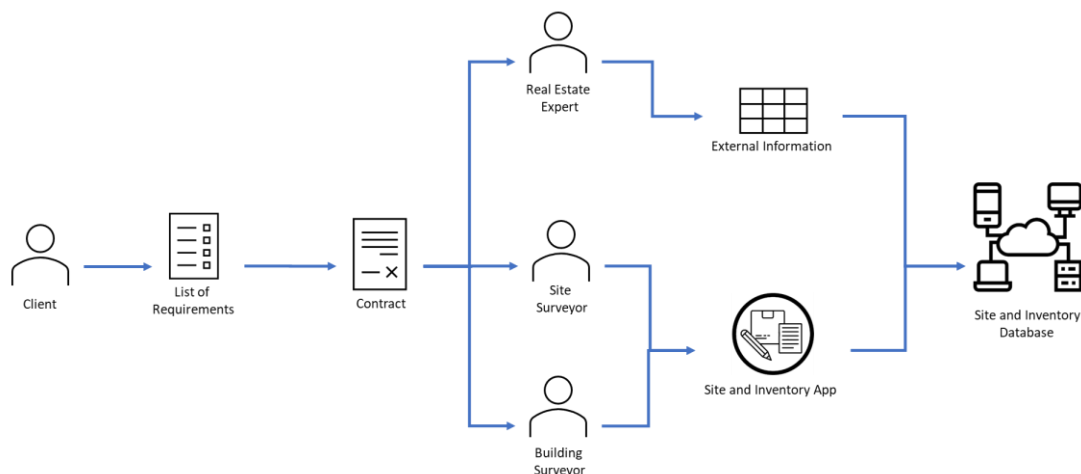 Real Estate
Expert
External Information
Client
List of
Requirements
Contract
Site
Surveyor
Site and Inventory App
Site and Inventory
Database
Building
Surveyor